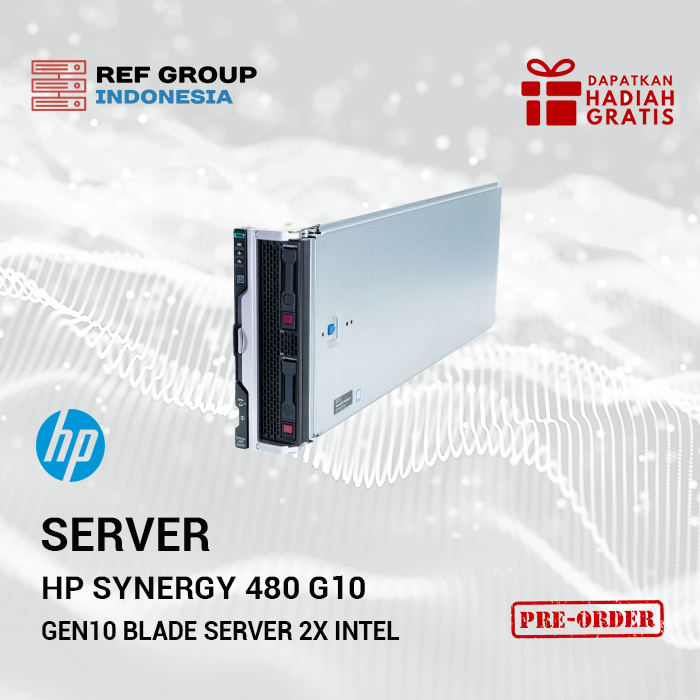 REF GROUP
INDONESIA
DAPATKAN
HADIAH
GRATIS
hp
SERVER
HP SYNERGY 480 G10
GEN10 BLADE SERVER 2X INTEL
PRE-ORDER